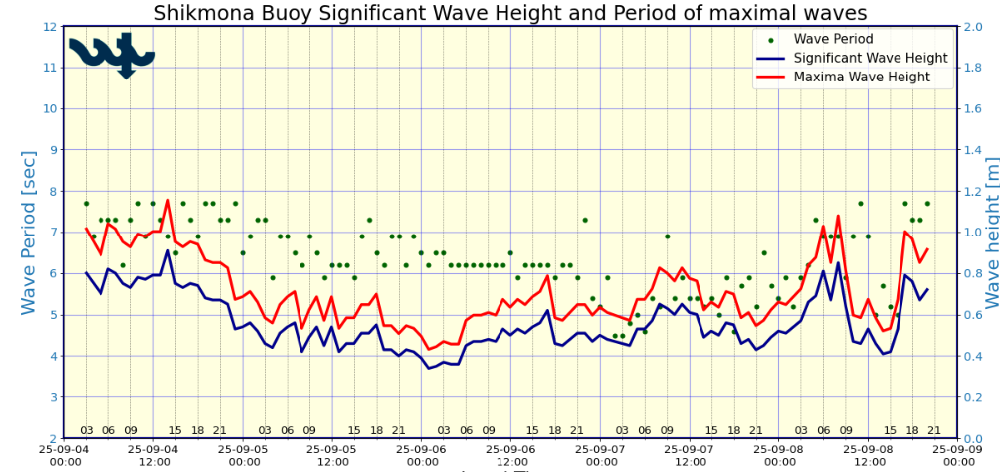 Shikmona Buoy Significant Wave Height and Period of maximal waves
Wave Period
Significant Wave Height
Maxima Wave Height
Wave Period [sec]
12
11
10
9
8
7
6
5
4
3
2
Wave height [m]
2.0
1.8
1.6
1.4
1.2
1.0
0.8
0.6
0.4
0.2
0.0
03 06 09 15 18 21 03 06 09 15 18 21 03 06 09 15 18 21 03 06 09 15 18 21 03 06 09 15 18 21
25-09-04 25-09-04 25-09-05 25-09-05 25-09-06 25-09-06 25-09-07 25-09-07 25-09-08 25-09-08 25-09-09
00:00 12:00 00:00 12:00 00:00 12:00 00:00 12:00 00:00 12:00 00:00